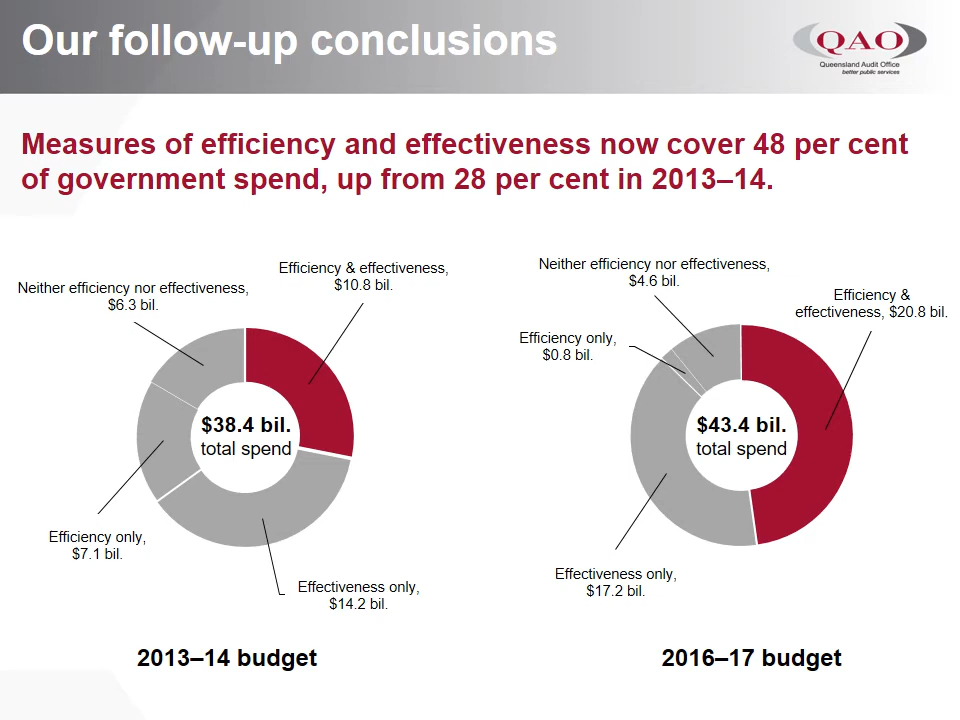 Our follow-up conclusions
QAO
Queensland Audit Office
better public services
Measures of efficiency and effectiveness now cover 48 per cent
of government spend, up from 28 per cent in 2013–14.
Neither efficiency nor effectiveness,
$6.3 bil.
Efficiency & effectiveness,
$10.8 bil.
$38.4 bil.
total spend
Efficiency only,
$7.1 bil.
Effectiveness only,
$14.2 bil.
2013–14 budget
Neither efficiency nor effectiveness,
$4.6 bil.
Efficiency &
effectiveness, $20.8 bil.
Efficiency only,
$0.8 bil.
$43.4 bil.
total spend
Effectiveness only,
$17.2 bil.
2016–17 budget